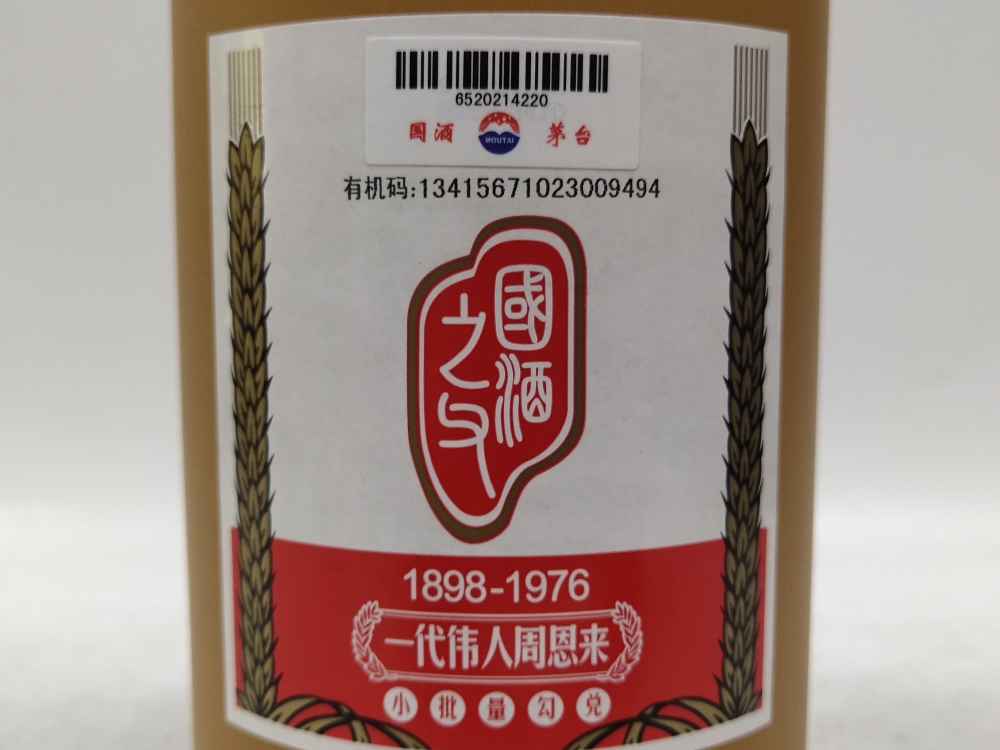 6520214220
国酒 MOUTAI 茅台
有机码:13415671023009494
國酒
之父
1898-1976
一代伟人周恩来
小批量勾兑